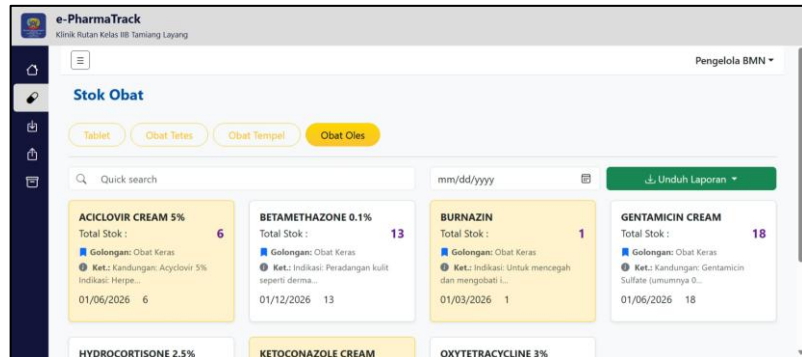 e-PharmaTrack
Klinik Rutan Kelas IIB Tamiang Layang
Pengelola BMN
Stok Obat
Tablet Obat Tetes Obat Tempel Obat Oles
Quick search mm/dd/yyyy Unduh Laporan
ACICLOVIR CREAM 5%
Total Stok : 6
Golongan: Obat Keras
Ket.: Kandungan: Acyclovir 5%
Indikasi: Herpe...
01/06/2026 6
BETAMETHAZONE 0.1%
Total Stok : 13
Golongan: Obat Keras
Ket.: Indikasi: Peradangan kulit
seperti derma...
01/12/2026 13
BURNAZIN
Total Stok : 1
Golongan: Obat Keras
Ket.: Indikasi: Untuk mencegah
dan mengobati i...
01/03/2026 1
GENTAMICIN CREAM
Total Stok : 18
Golongan: Obat Keras
Ket.: Kandungan: Gentamicin
Sulfate (umumnya 0...
01/06/2026 18
HYDROCORTISONE 2.5%
KETOCONAZOLE CREAM
OXYTETRACYCLINE 3%